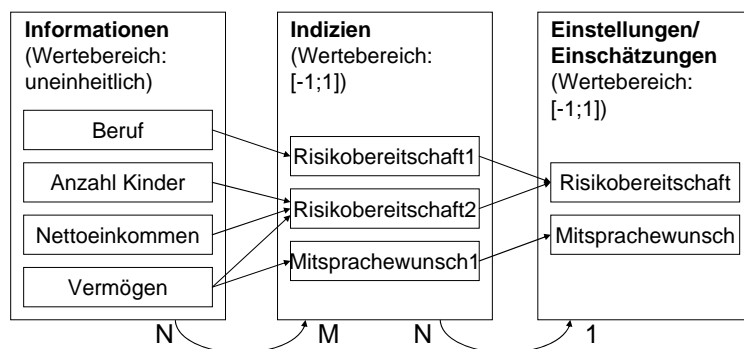 Informationen
(Wertebereich:
uneinheitlich)
Beruf
Anzahl Kinder
Nettoeinkommen
Vermögen
Indizien
(Wertebereich:
[-1;1])
Risikobereitschaft1
Risikobereitschaft2
Mitsprachewunsch1
Einstellungen/
Einschätzungen
(Wertebereich:
[-1;1])
Risikobereitschaft
Mitsprachewunsch
N
M
N
1